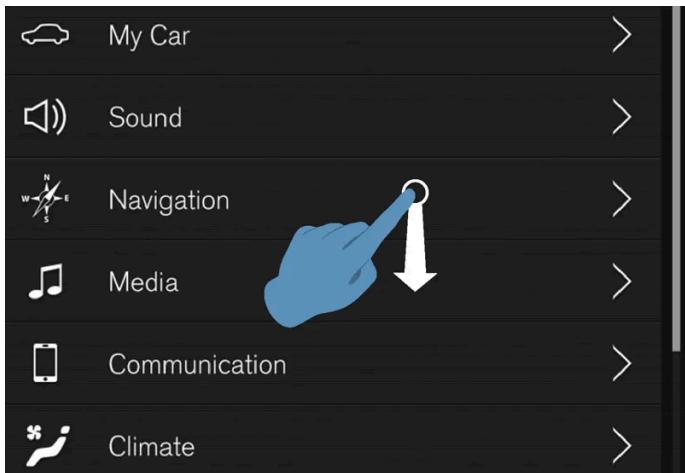 My Car
Sound
N
W E
S
Navigation
Media
Communication
Climate